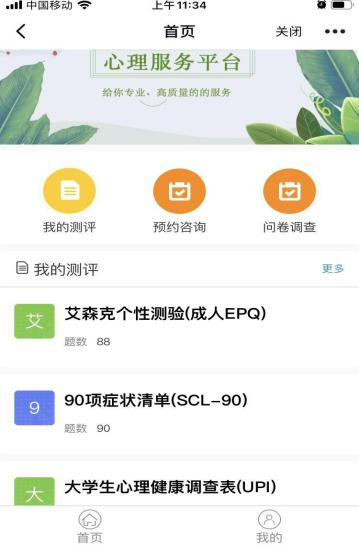 中国移动
上午11:34
首页
关闭
心理服务平台
给你专业、高质量的的服务
我的测评
预约咨询
问卷调查
我的测评
更多
艾
艾森克个性测验(成人EPQ)
题数 88
9
90项症状清单(SCL-90)
题数 90
大
大学生心理健康调查表(UPI)
首页
我的